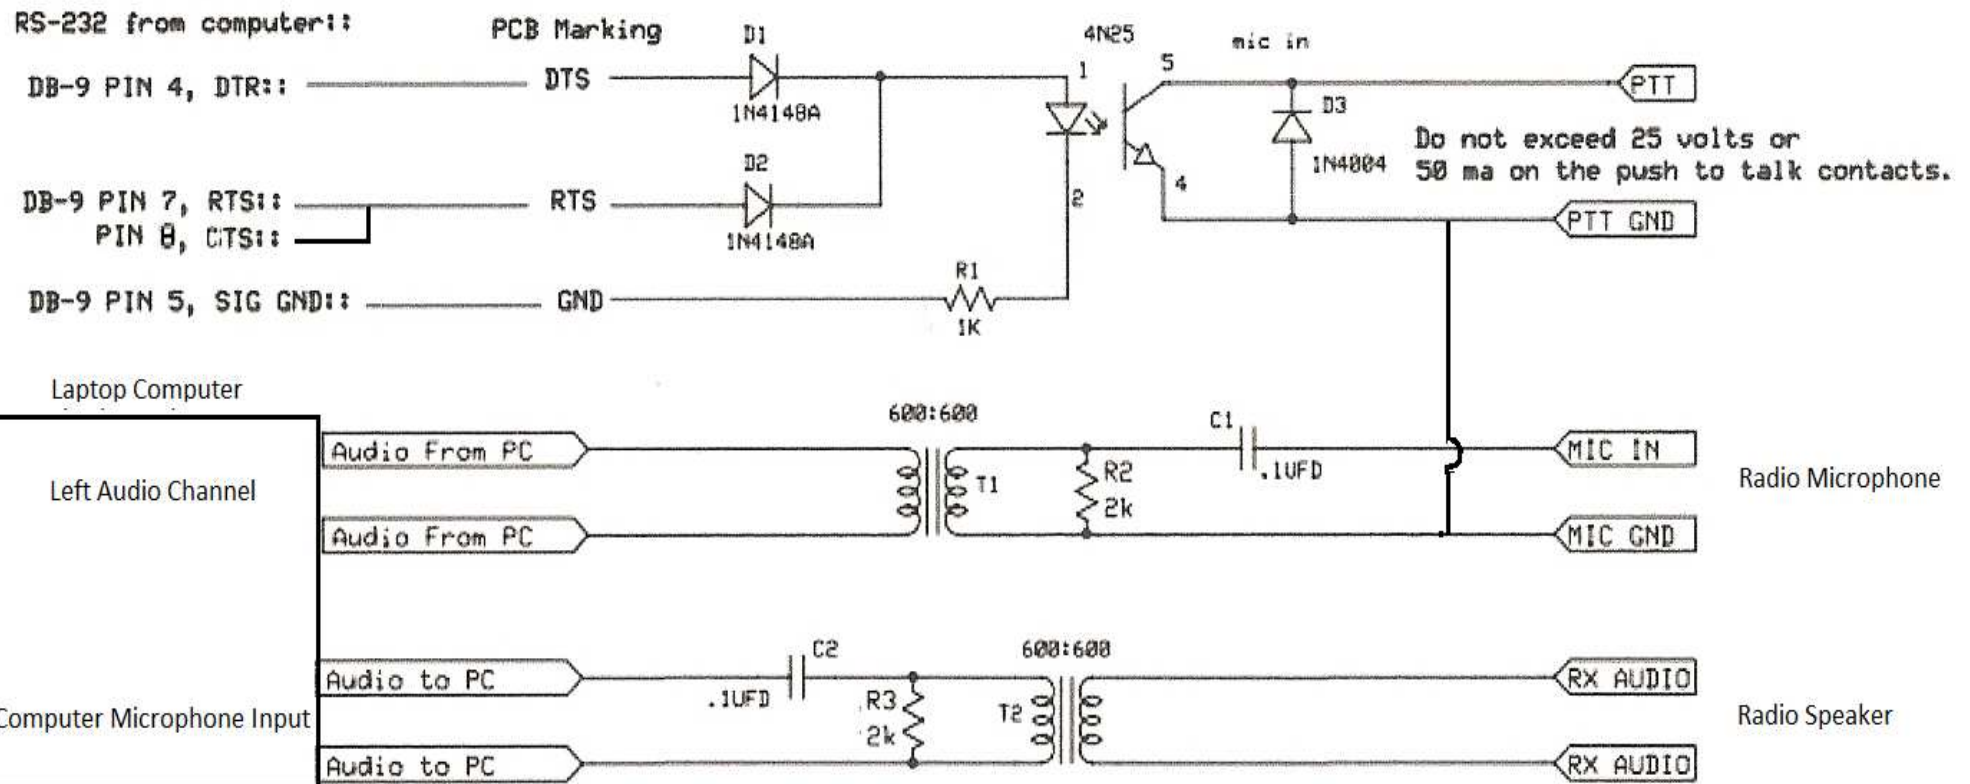 RS-232 from computer::
PCB Marking
D1
4N25
mic in
DB-9 PIN 4, DTR::
DTS
1N4148A
1
5
PTT
D3
1N4004
Do not exceed 25 volts or
50 ma on the push to talk contacts.
D2
4
2
DB-9 PIN 7, RTS::
RTS
1N4148A
PTT GND
PIN 8, CTS::
R1
DB-9 PIN 5, SIG GND::
GND
1K
Laptop Computer
600:600
C1
Audio From PC
MIC IN
Left Audio Channel
T1
R2
2k
.1UFD
Radio Microphone
Audio From PC
MIC GND
C2
600:600
Audio to PC
RX AUDIO
.1UFD
R3
2k
T2
Computer Microphone Input
Radio Speaker
Audio to PC
RX AUDIO